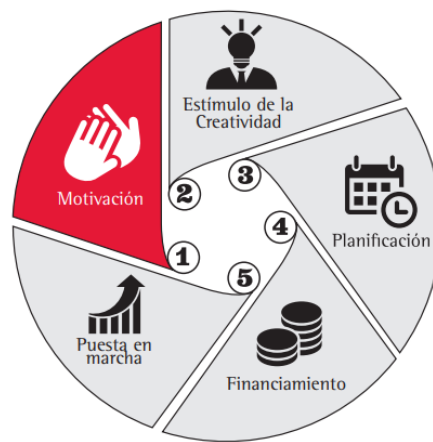 Estímulo de la
Creatividad
Motivación
2
3
Planificación
4
1
5
Puesta en
marcha
Financiamiento